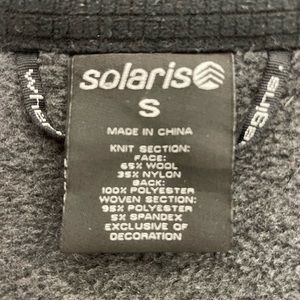 solaris
S
MADE IN CHINA
KNIT SECTION:
FACE:
65% WOOL
35% NYLON
BACK:
100% POLYESTER
WOVEN SECTION:
95% POLYESTER
5% SPANDEX
EXCLUSIVE OF
DECORATION